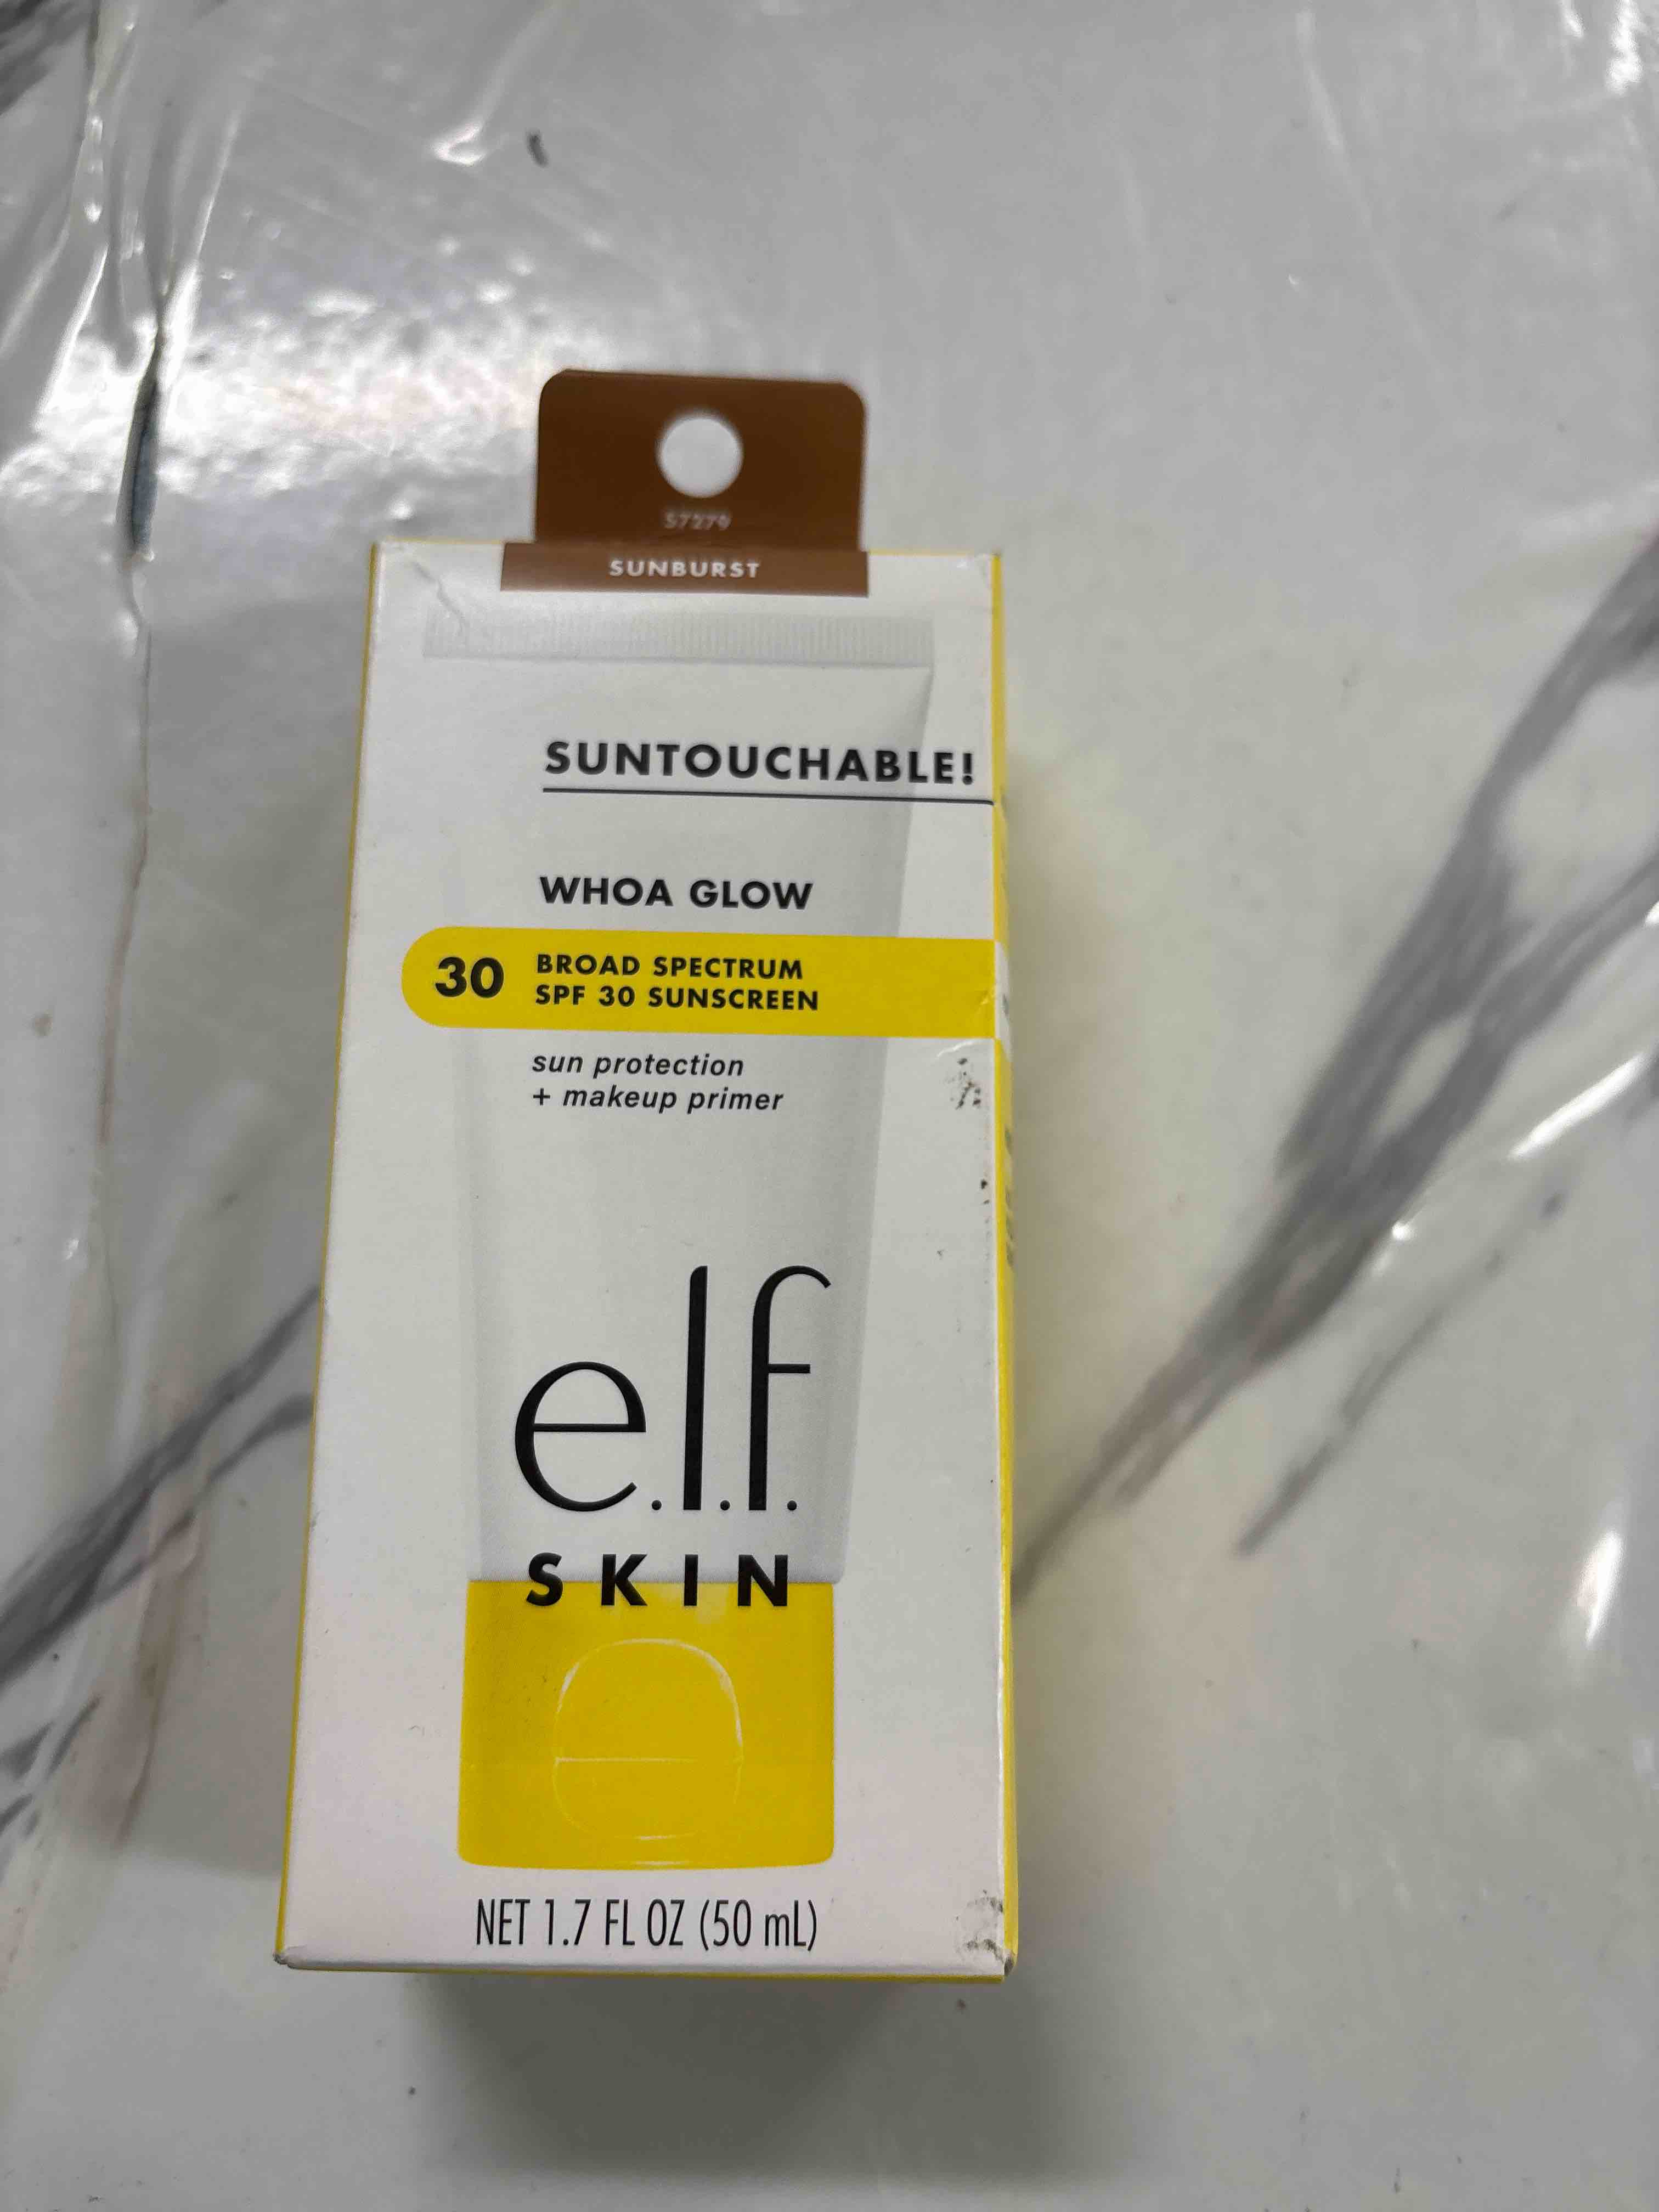 57279
SUNBURST
SUNTOUCHABLE!
WHOA GLOW
30
BROAD SPECTRUM
SPF 30 SUNSCREEN
sun protection
+ makeup primer
e.l.f.
SKIN
e
NET 1.7 FL OZ (50 mL)